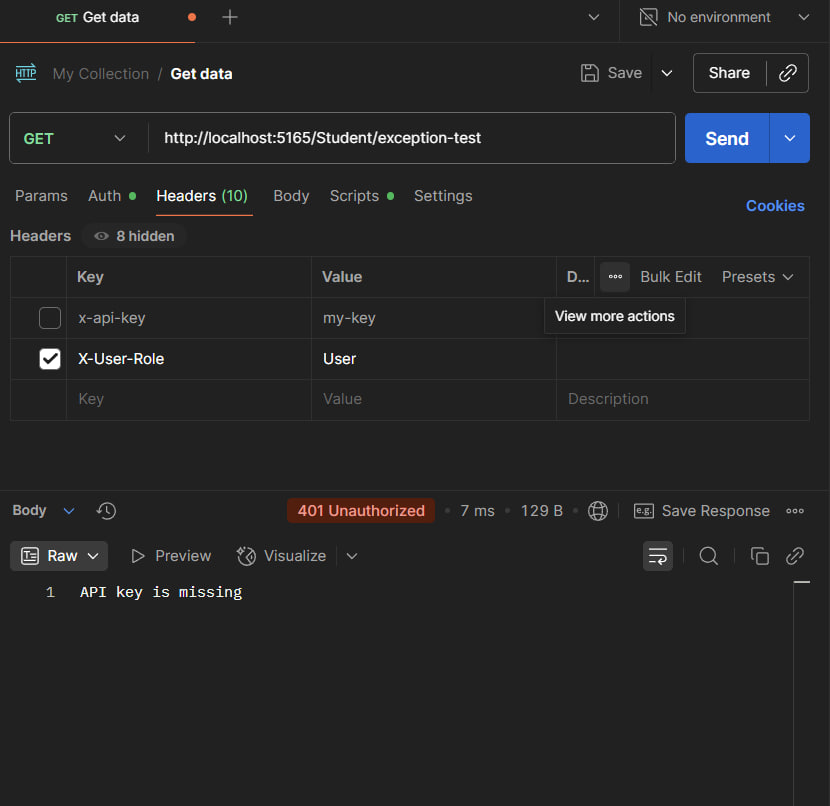 GET Get data
No environment
HTTP My Collection / Get data Save Share
GET http://localhost:5165/Student/exception-test Send
Params Auth Headers (10) Body Scripts Settings Cookies
Headers 8 hidden
Key Value D... Bulk Edit Presets
x-api-key my-key
View more actions
X-User-Role User
Key Value Description
Body 401 Unauthorized 7 ms 129 B e.g. Save Response
Raw Preview Visualize
1 API key is missing